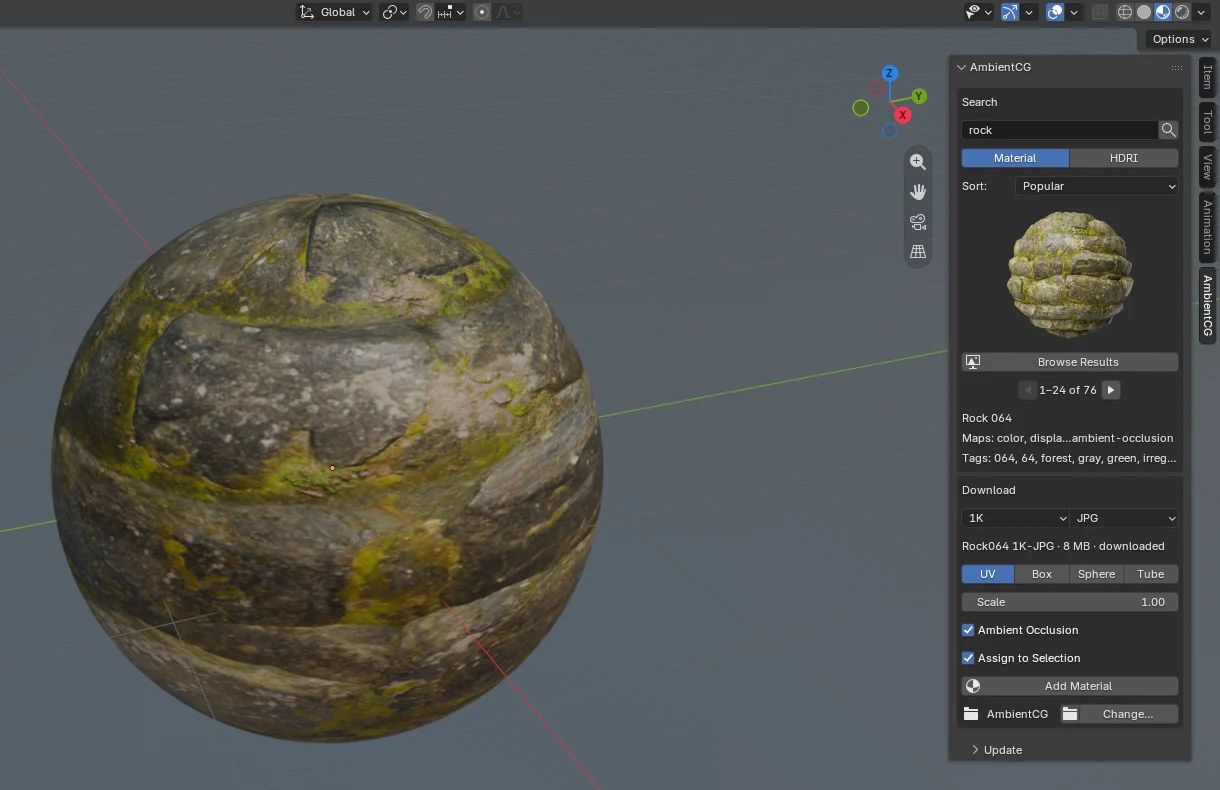 Global
Options
AmbientCG
Search
rock
Material HDRI
Sort: Popular
Browse Results
1–24 of 76
Rock 064
Maps: color, displa...ambient-occlusion
Tags: 064, 64, forest, gray, green, irreg...
Download
1K JPG
Rock064 1K-JPG · 8 MB · downloaded
UV Box Sphere Tube
Scale 1.00
Ambient Occlusion
Assign to Selection
Add Material
AmbientCG Change...
Update
Z
Y
X
Item
Tool
View
Animation
AmbientCG